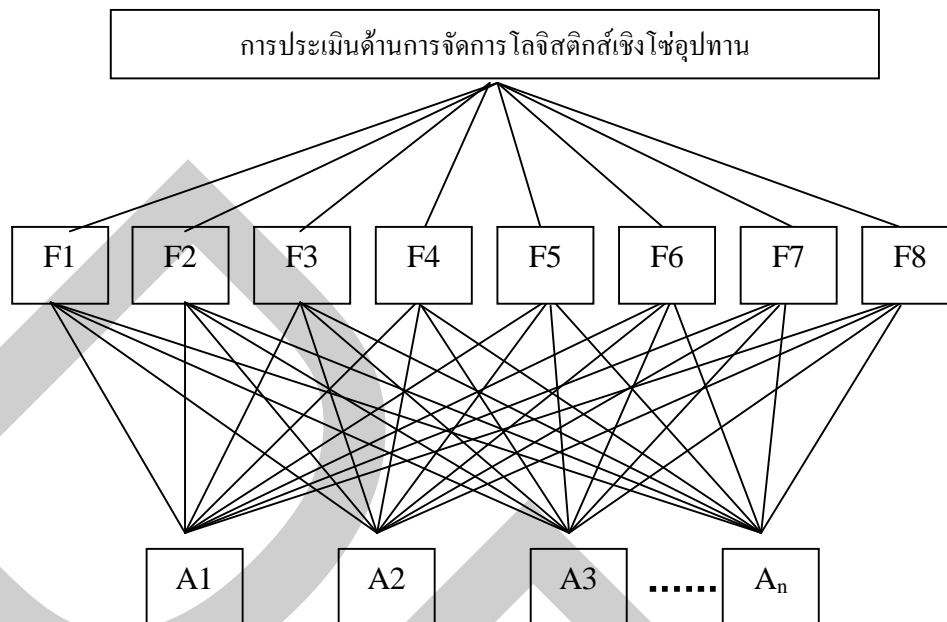 การประเมินด้านการจัดการโลจิสติกส์เชิงโซ่อุปทาน
F1 F2 F3 F4 F5 F6 F7 F8
A1 A2 A3 ...... Aₙ